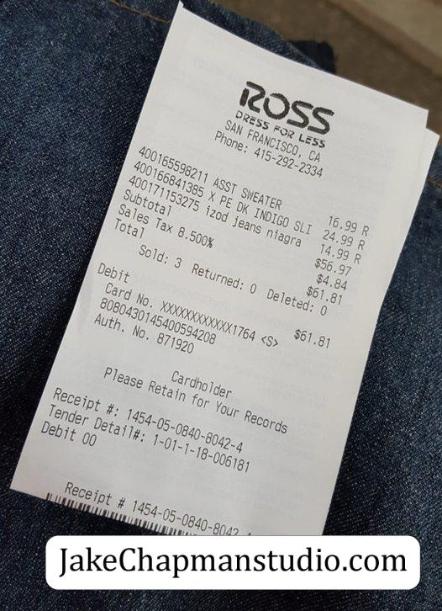 ROSS
DRESS FOR LESS
SAN FRANCISCO, CA
Phone: 415-292-2334
400165598211 ASST SWEATER 16.99 R
400166841385 X PE DK INDIGO SLI 24.99 R
400171153275 izod jeans niagra 14.99 R
Subtotal $56.97
Sales Tax 8.500% $4.84
Total $61.81
Sold: 3 Returned: 0 Deleted: 0
Debit $61.81
Card No. XXXXXXXXXXXX1764 <S>
8080430145400594208
Auth. No. 871920
Cardholder
Please Retain for Your Records
Receipt #: 1454-05-0840-8042-4
Tender Detail#: 1-01-1-18-006181
Debit 00
Receipt # 1454-05-0840-8042-4
JakeChapmanstudio.com